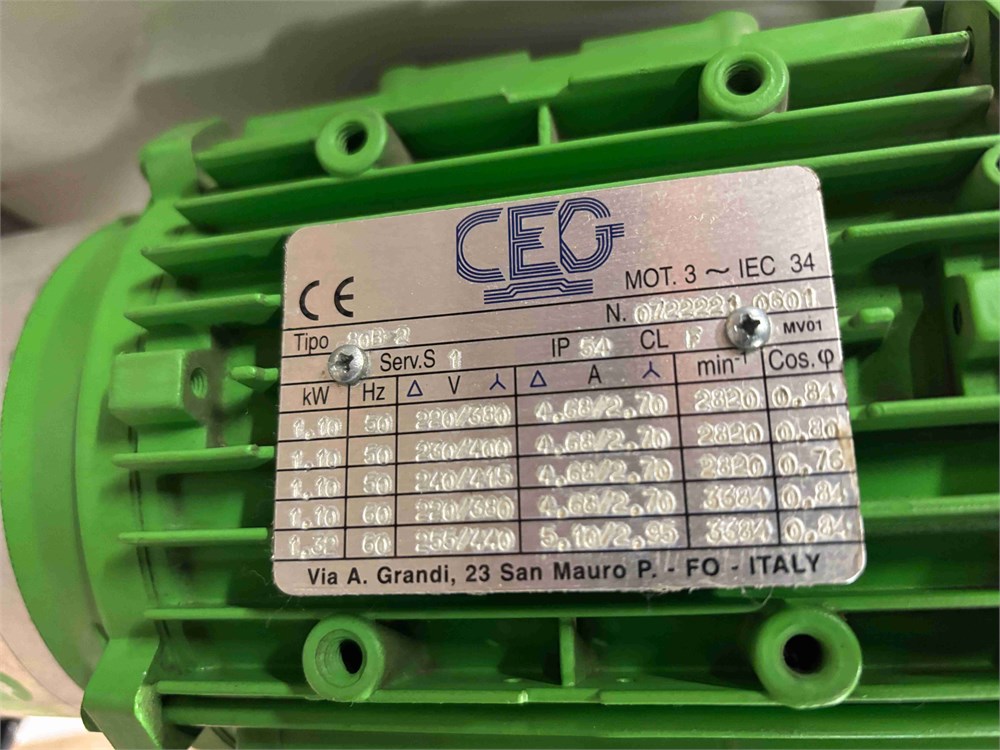 CEG
CE
MOT. 3 ~ IEC 34
N. 0601
Tipo
Serv.S 1 IP 54 CL F MV01
kW Hz △ V 人 △ A 人 min-1 Cos. φ
1.10 50 220/380 4.68/2.70 2820 0.84
1.10 50 230/400 4.68/2.70 2820 0,80
1.10 50 240/415 4.68/2.70 2820 0,76
1.10 60 220/380 4.68/2.70 3384 0,84
1.32 60 255/440 5.10/2.95 3384 0,84
Via A. Grandi, 23 San Mauro P. - FO - ITALY